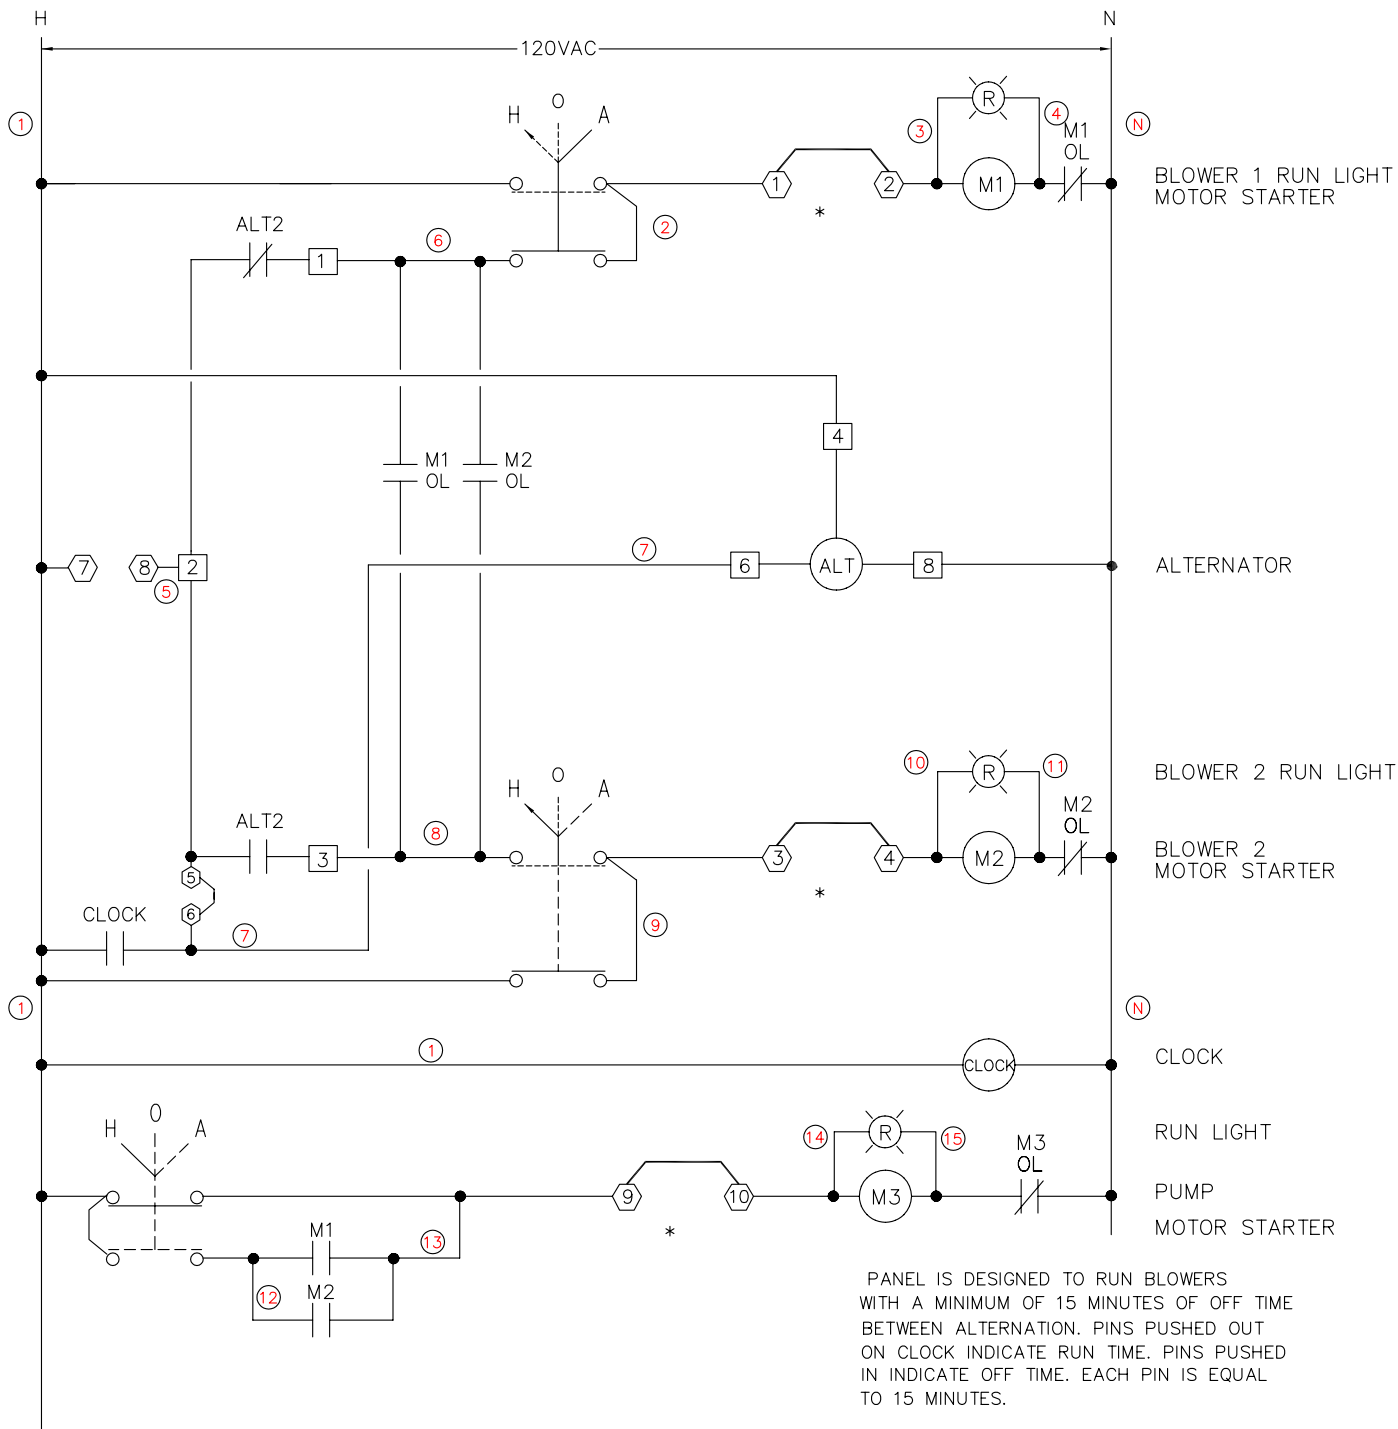 H
N
120VAC
O
H
A
R
1
3
4
N
M1
OL
1
2
M1
BLOWER 1 RUN LIGHT
MOTOR STARTER
*
2
ALT2
6
1
4
M1
OL
M2
OL
7
7
8
2
5
6
ALT
8
ALTERNATOR
O
H
A
10
R
11
BLOWER 2 RUN LIGHT
M2
OL
ALT2
8
3
3
4
M2
BLOWER 2
MOTOR STARTER
*
5
6
CLOCK
7
9
1
N
1
CLOCK
CLOCK
O
H
A
14
R
15
RUN LIGHT
M3
OL
9
10
M3
PUMP
*
MOTOR STARTER
M1
13
12
M2
PANEL IS DESIGNED TO RUN BLOWERS
WITH A MINIMUM OF 15 MINUTES OF OFF TIME
BETWEEN ALTERNATION. PINS PUSHED OUT
ON CLOCK INDICATE RUN TIME. PINS PUSHED
IN INDICATE OFF TIME. EACH PIN IS EQUAL
TO 15 MINUTES.